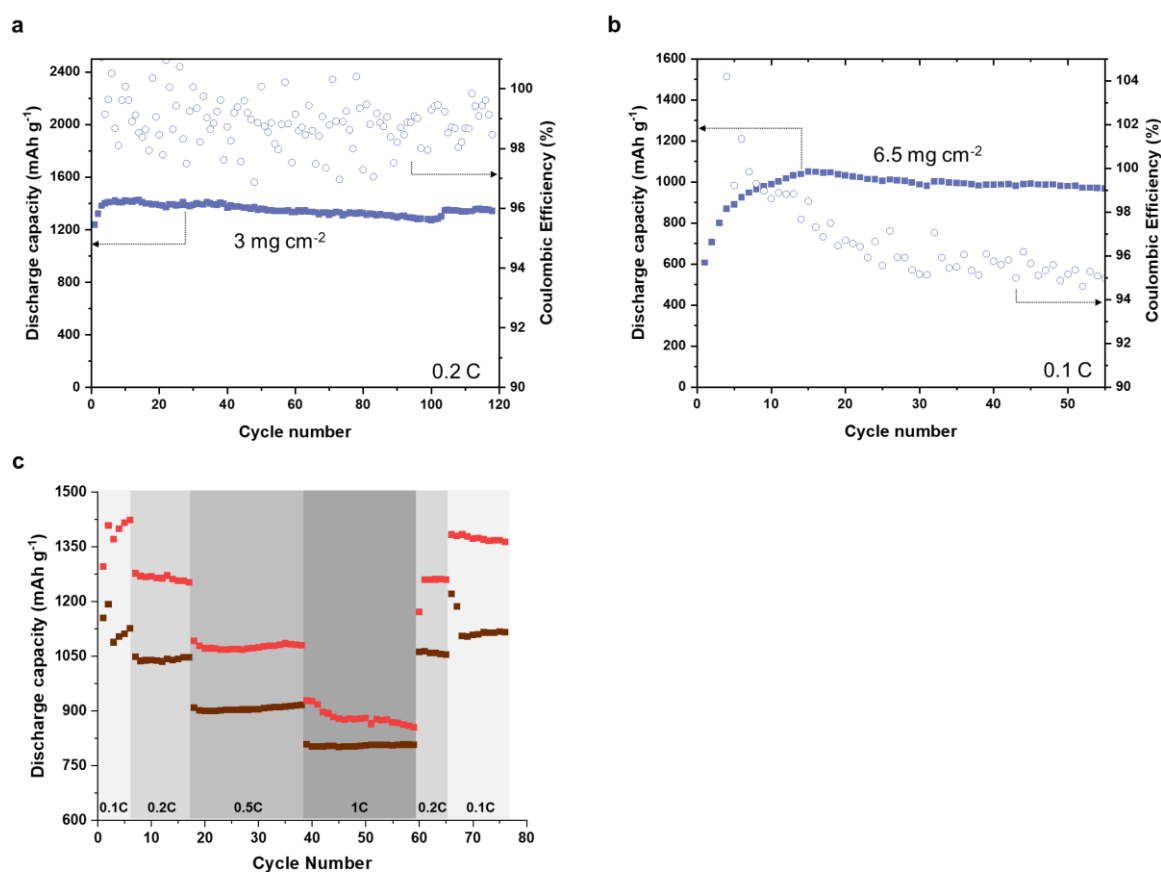 a
Discharge capacity (mAh g⁻¹)
2400
2000
1600
1200
800
400
0
100
98
96
94
92
90
Coulombic Efficiency (%)
3 mg cm⁻²
0.2 C
0 20 40 60 80 100 120
Cycle number
b
Discharge capacity (mAh g⁻¹)
1600
1400
1200
1000
800
600
400
200
0
104
102
100
98
96
95
94
92
90
Coulombic Efficiency (%)
6.5 mg cm⁻²
0.1 C
0 10 20 30 40 50
Cycle number
c
Discharge capacity (mAh g⁻¹)
1500
1350
1200
1050
900
750
600
0.1C 0.2C 0.5C 1C 0.2C 0.1C
0 10 20 30 40 50 60 70 80
Cycle Number